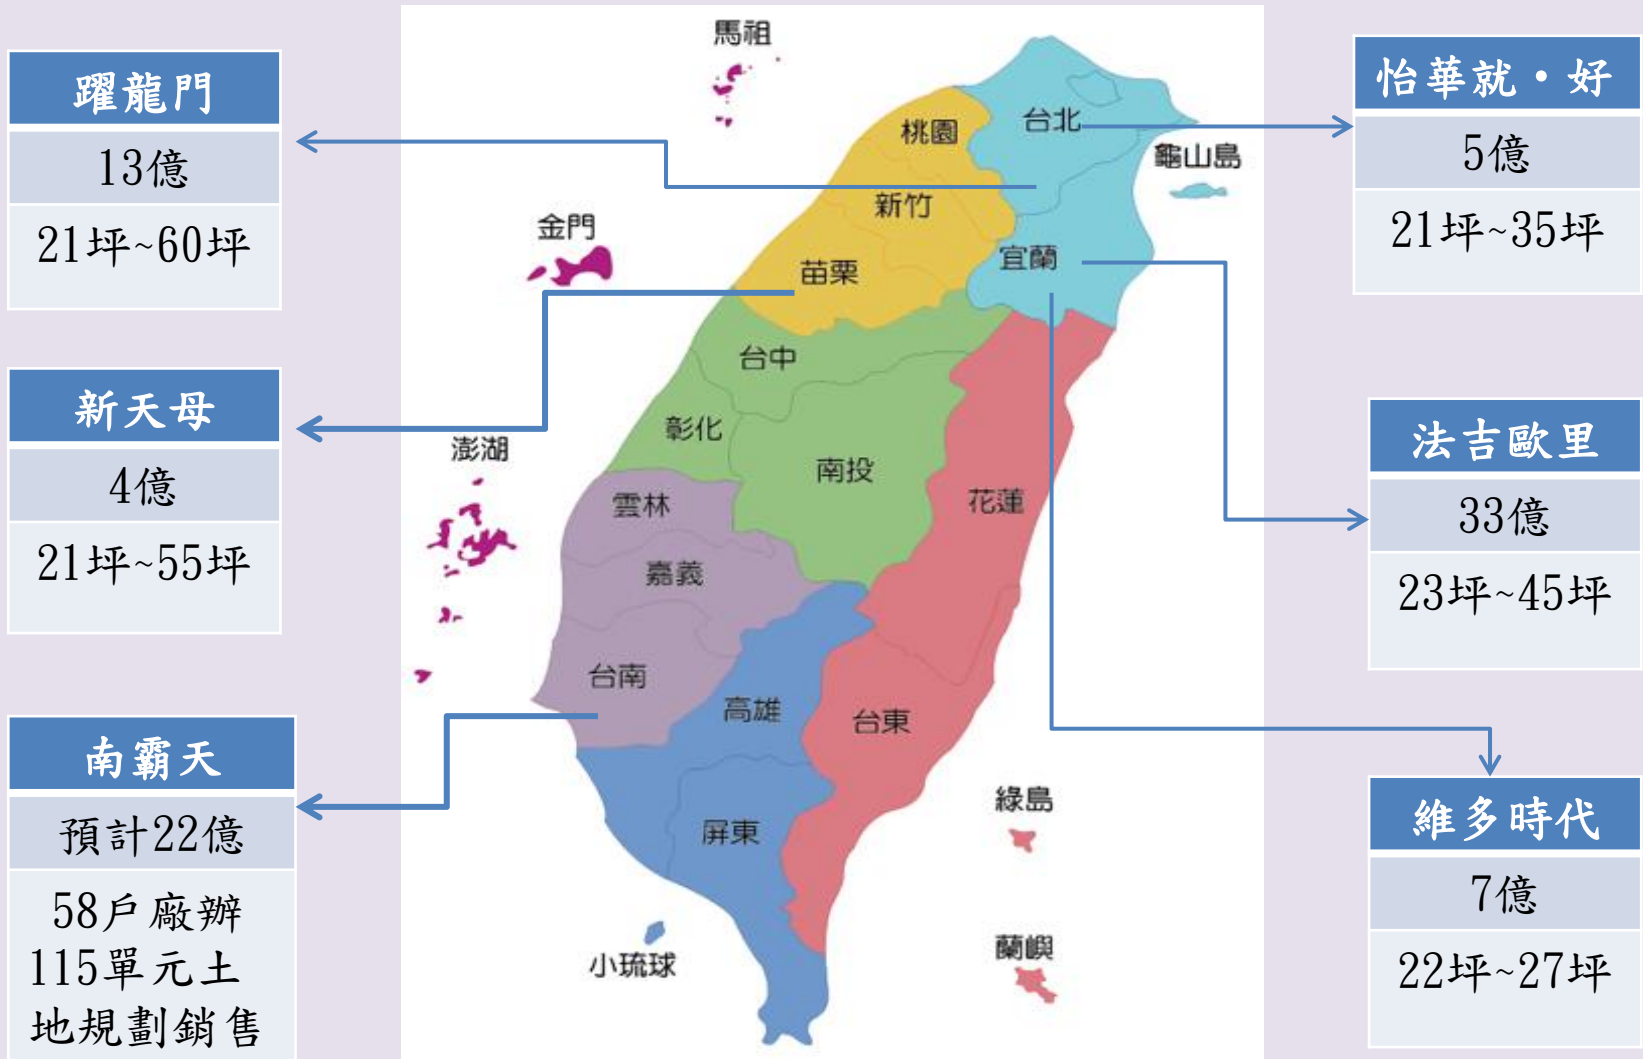 躍龍門
13億
21坪~60坪
新天母
4億
21坪~55坪
南霸天
預計22億
58戶廠辦
115單元土
地規劃銷售
馬祖
台北
桃園
龜山島
新竹
金門
宜蘭
苗栗
台中
彰化
澎湖
南投
花蓮
雲林
嘉義
台南
高雄
台東
綠島
屏東
小琉球
蘭嶼
怡華就·好
5億
21坪~35坪
法吉歐里
33億
23坪~45坪
維多時代
7億
22坪~27坪